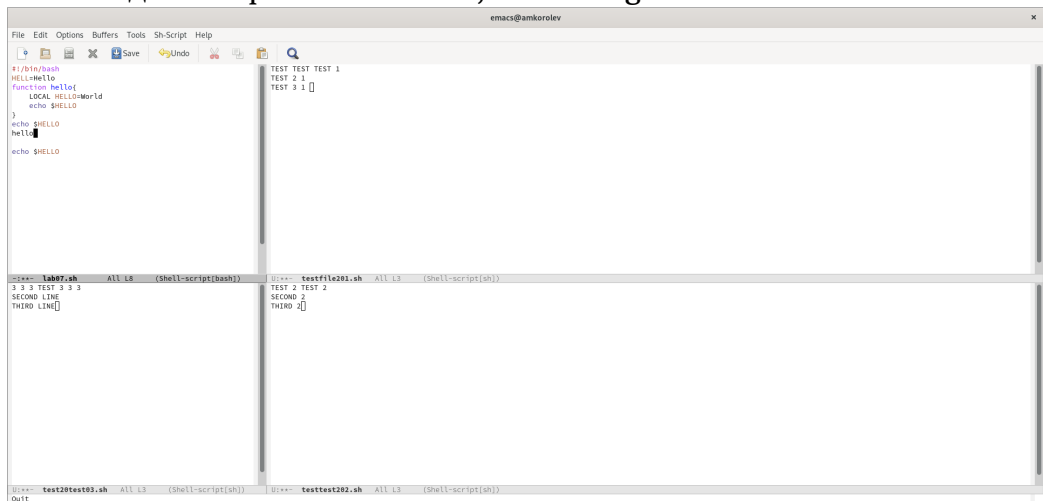 emacs@amkorolev ×
File Edit Options Buffers Tools Sh-Script Help
Save Undo
#!/bin/bash
HELL=Hello
function hello{
LOCAL HELLO=World
echo $HELLO
}
echo $HELLO
hello
echo $HELLO
-:**- lab07.sh All L8 (Shell-script[bash])
TEST TEST TEST 1
TEST 2 1
TEST 3 1
U:**- testfile201.sh All L3 (Shell-script[sh])
3 3 3 TEST 3 3 3
SECOND LINE
THIRD LINE
U:**- test20test03.sh All L3 (Shell-script[sh])
TEST 2 TEST 2
SECOND 2
THIRD 2
U:**- testtest202.sh All L3 (Shell-script[sh])
Quit